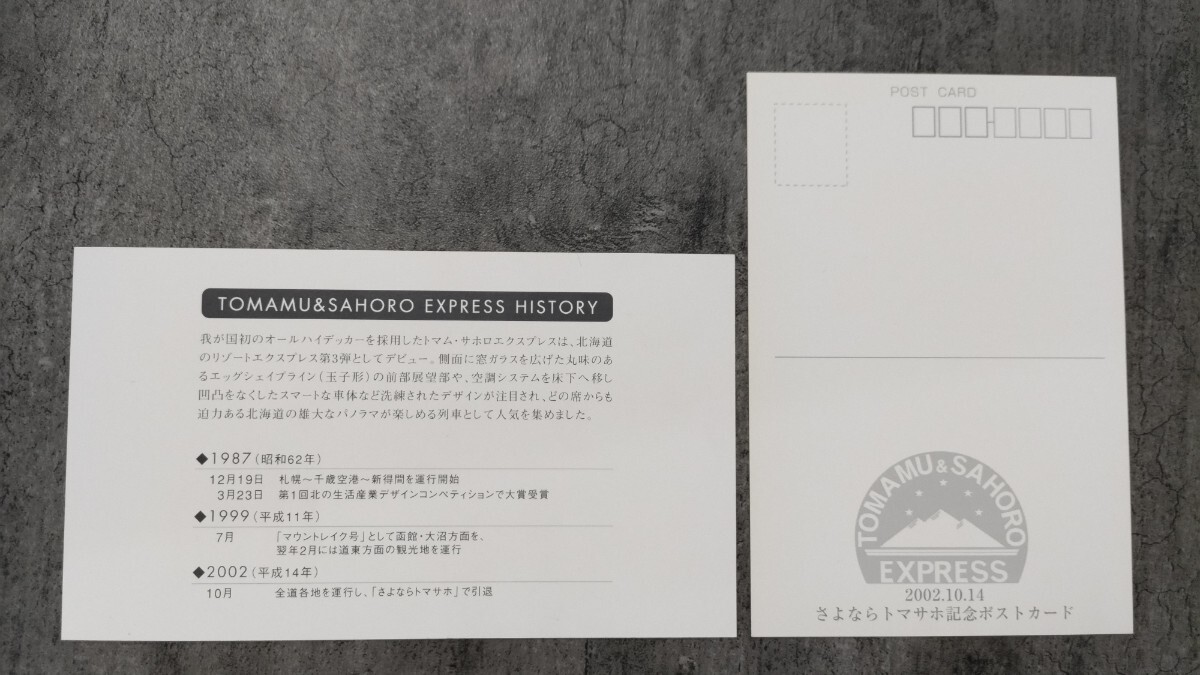 TOMAMU&SAHORO EXPRESS HISTORY
我が国初のオールハイデッカーを採用したトマム・サホロエクスプレスは、北海道
のリゾートエクスプレス第3弾としてデビュー。側面に窓ガラスを広げた丸味のあ
るエッグシェイプライン（玉子形）の前部展望部や、空調システムを床下へ移し
凹凸をなくしたスマートな車体など洗練されたデザインが注目され、どの席からも
迫力ある北海道の雄大なパノラマが楽しめる列車として人気を集めました。
◆1987（昭和62年）
12月19日 札幌〜千歳空港〜新得間を運行開始
3月23日 第1回北の生活産業デザインコンペティションで大賞受賞
◆1999（平成11年）
7月 「マウントレイク号」として函館・大沼方面を、
翌年2月には道東方面の観光地を運行
◆2002（平成14年）
10月 全道各地を運行し、「さよならトマサホ」で引退
POST CARD
TOMAMU & SAHORO
EXPRESS
2002.10.14
さよならトマサホ記念ポストカード